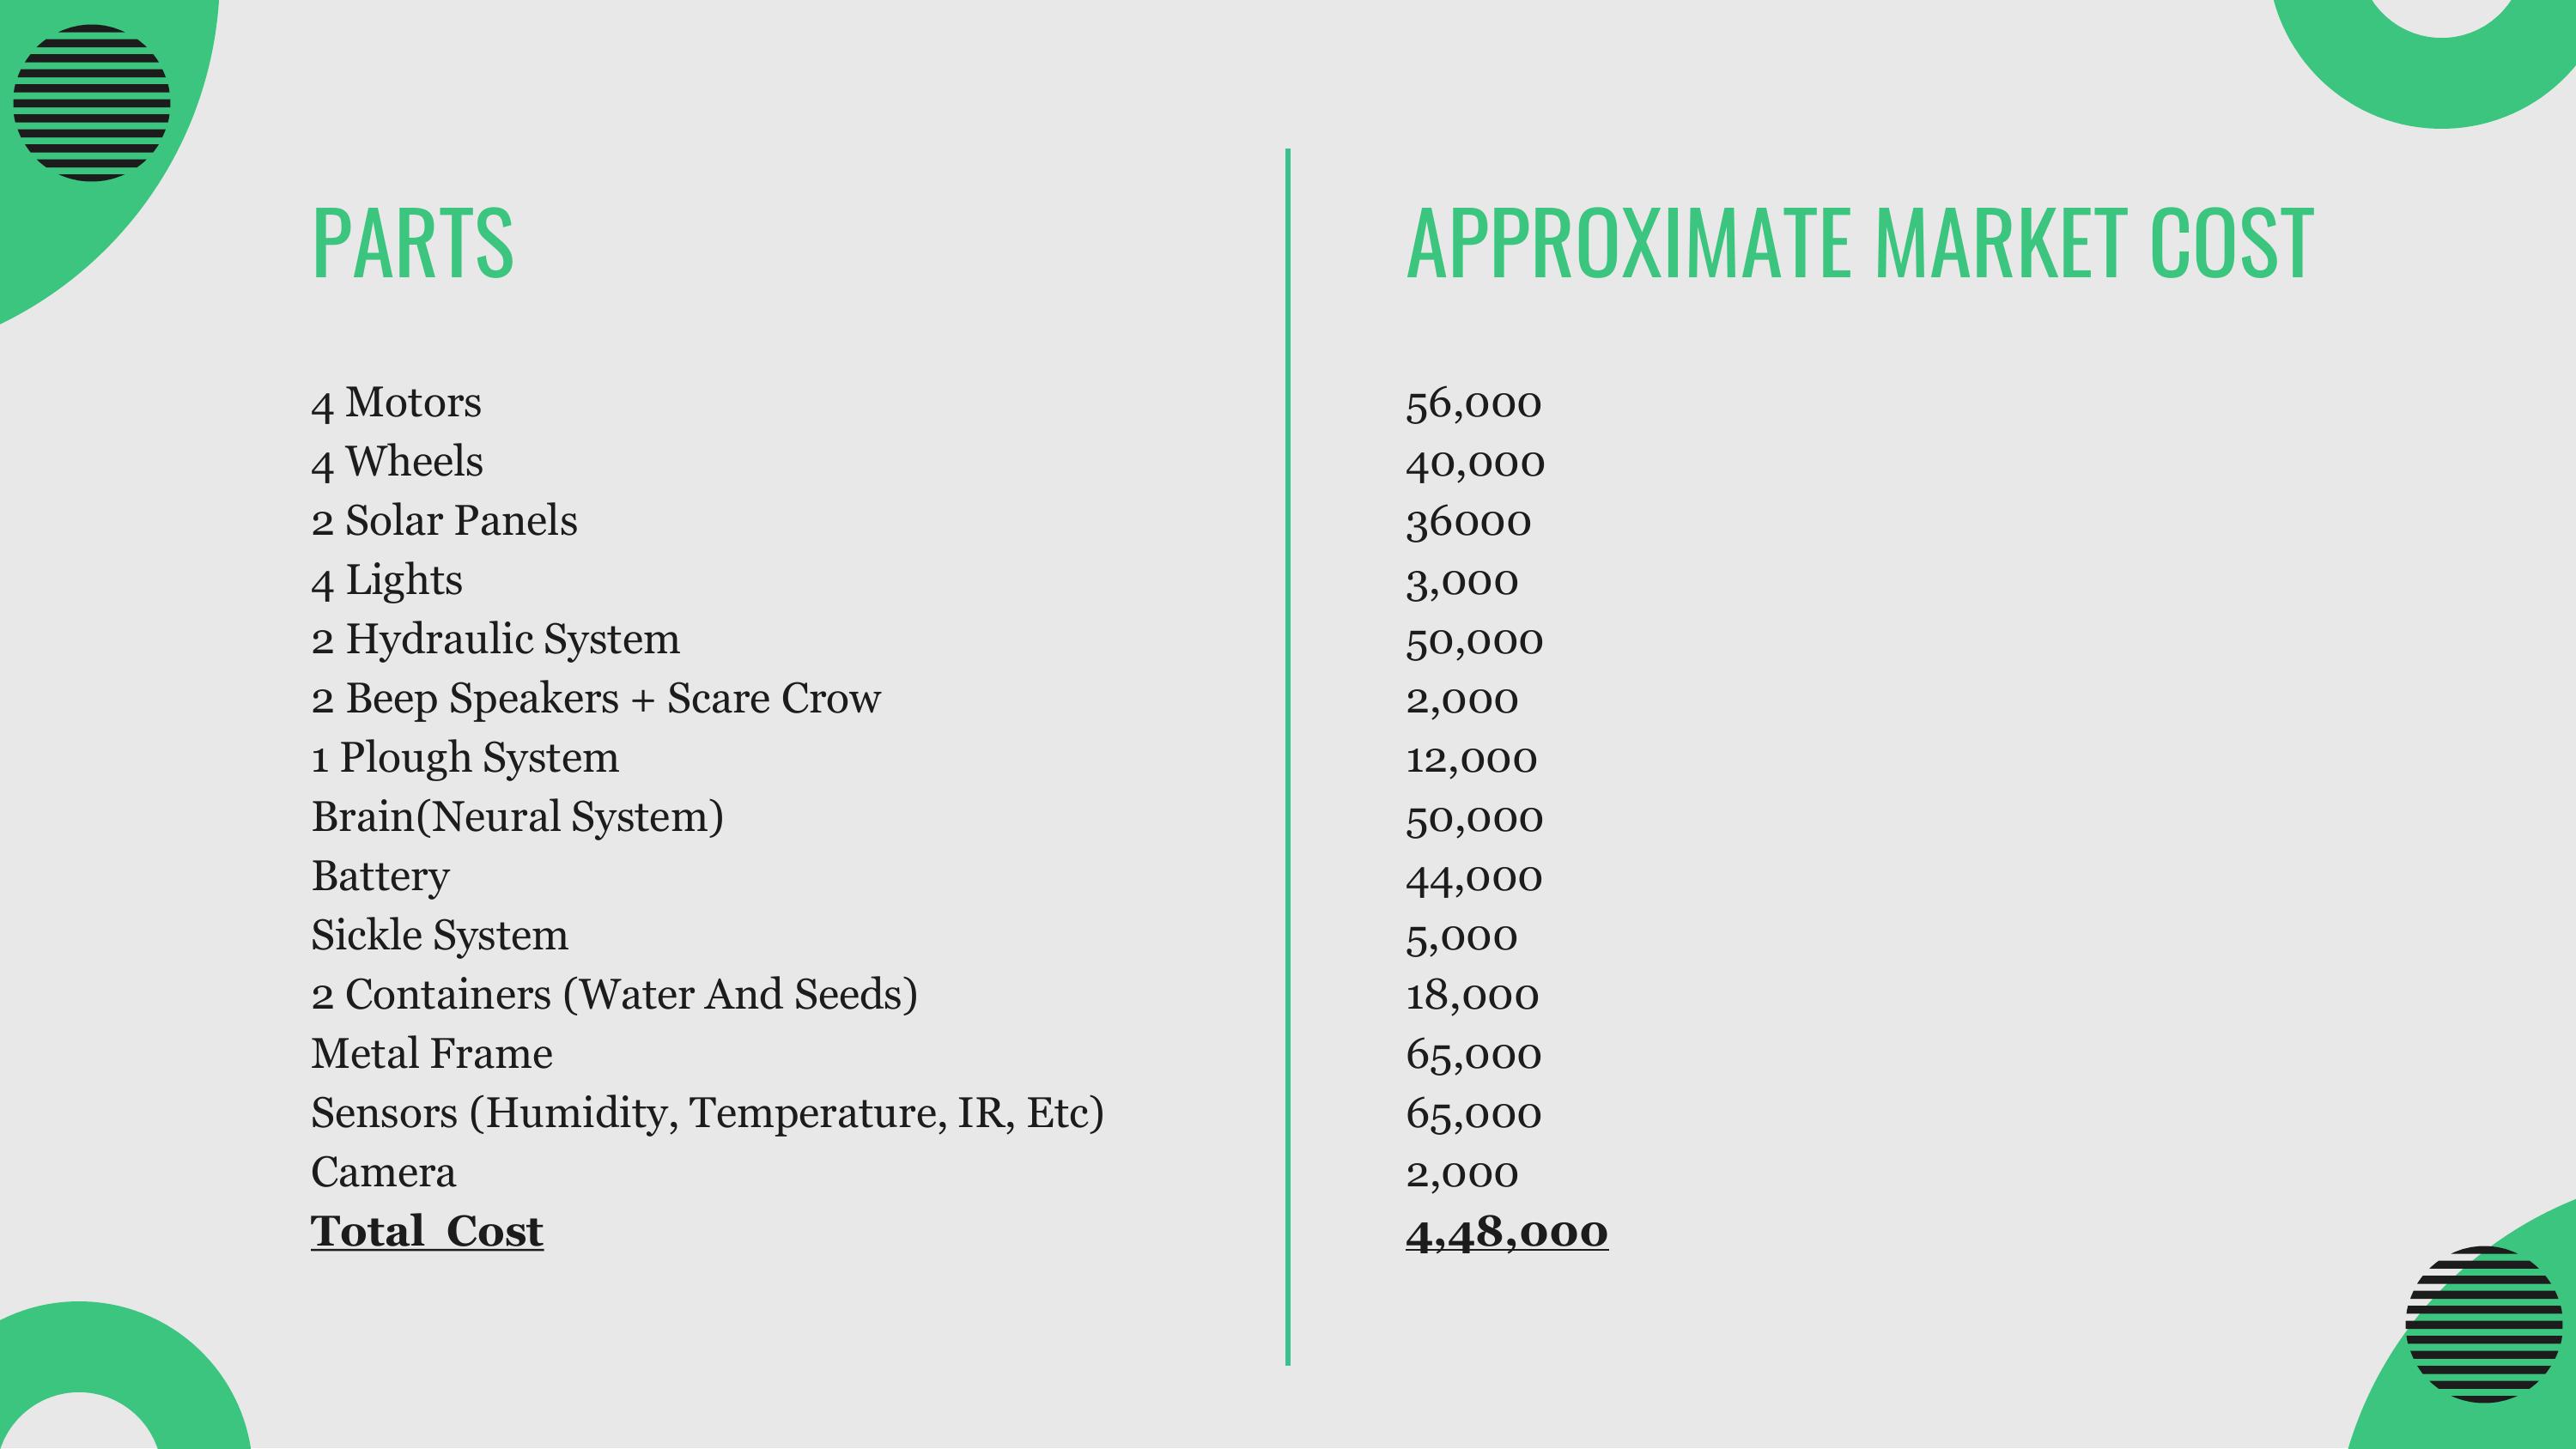 PARTS
4 Motors
4 Wheels
2 Solar Panels
4 Lights
2 Hydraulic System
2 Beep Speakers + Scare Crow
1 Plough System
Brain(Neural System)
Battery
Sickle System
2 Containers (Water And Seeds)
Metal Frame
Sensors (Humidity, Temperature, IR, Etc)
Camera
Total Cost
APPROXIMATE MARKET COST
56,000
40,000
36000
3,000
50,000
2,000
12,000
50,000
44,000
5,000
18,000
65,000
65,000
2,000
4,48,000